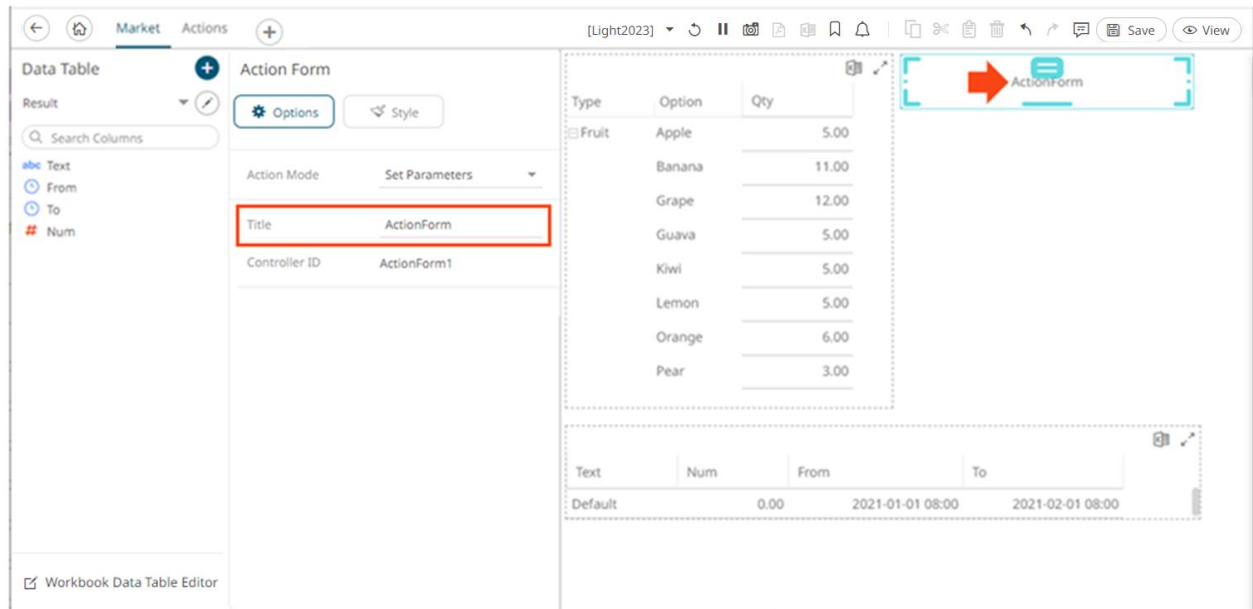 Market Actions [Light2023] Save View
Data Table
Result
Search Columns
abc Text
From
To
# Num
Workbook Data Table Editor
Action Form
Options Style
Action Mode Set Parameters
Title ActionForm
Controller ID ActionForm1
Type Option Qty
Fruit Apple 5.00
Banana 11.00
Grape 12.00
Guava 5.00
Kiwi 5.00
Lemon 5.00
Orange 6.00
Pear 3.00
ActionForm
Text Num From To
Default 0.00 2021-01-01 08:00 2021-02-01 08:00